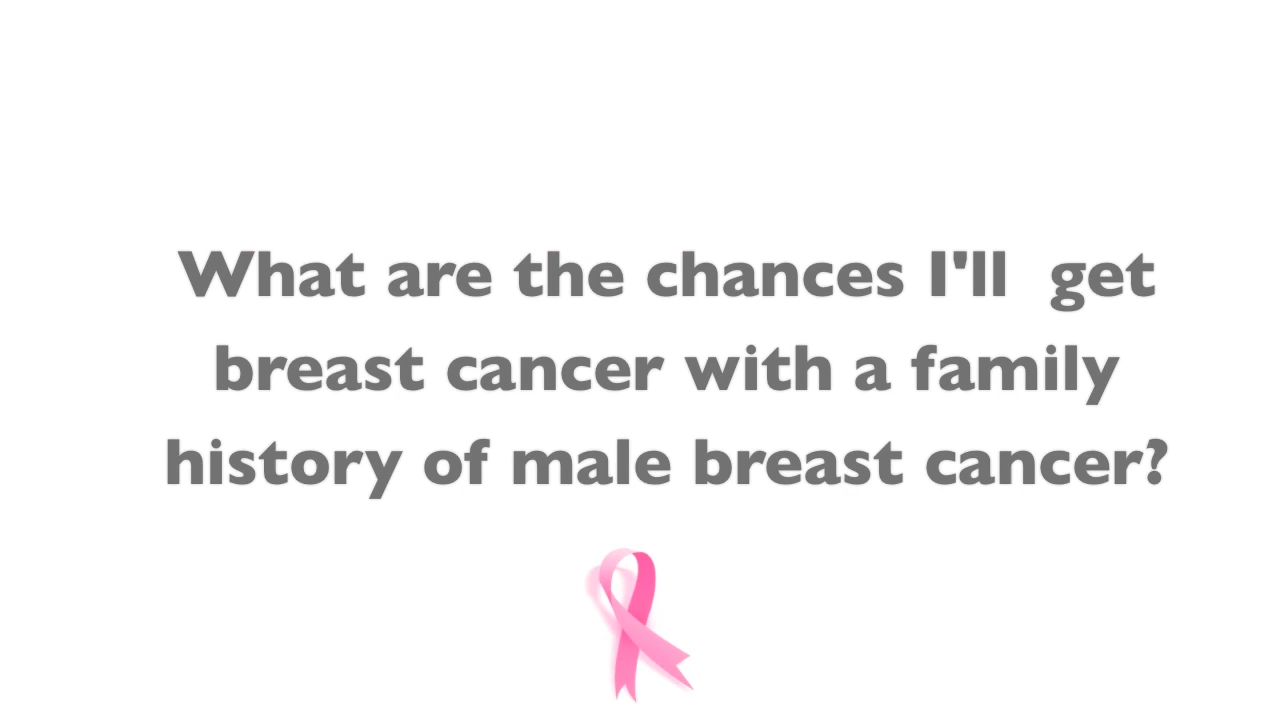 What are the chances I'll  get
breast cancer with a family
history of male breast cancer?